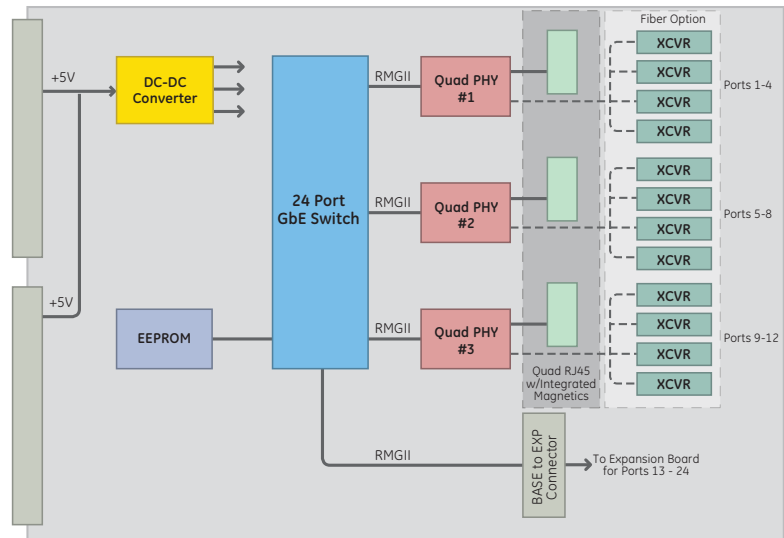 Fiber Option
+5V
DC-DC
Converter
24 Port
GbE Switch
RMGII
Quad PHY
#1
XCVR
XCVR
XCVR
XCVR
Ports 1-4
RMGII
Quad PHY
#2
XCVR
XCVR
XCVR
XCVR
Ports 5-8
+5V
EEPROM
RMGII
Quad PHY
#3
XCVR
XCVR
XCVR
XCVR
Ports 9-12
Quad RJ45
w/Integrated
Magnetics
RMGII
BASE to EXP
Connector
To Expansion Board
for Ports 13 - 24